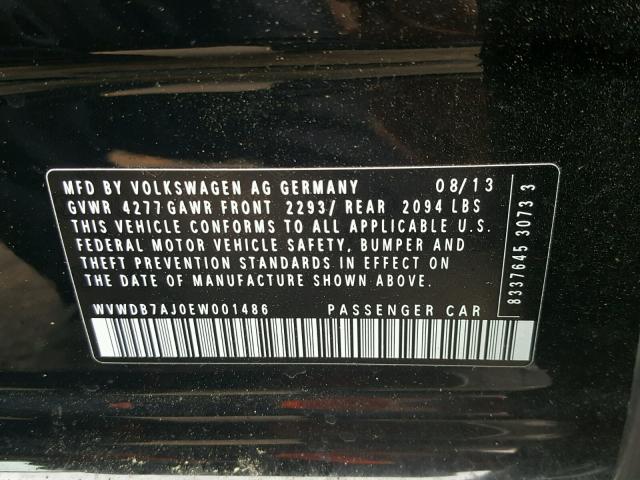 MFD BY VOLKSWAGEN AG GERMANY 08/13
GVWR 4277 GAWR FRONT 2293/ REAR 2094 LBS
THIS VEHICLE CONFORMS TO ALL APPLICABLE U.S.
FEDERAL MOTOR VEHICLE SAFETY, BUMPER AND
THEFT PREVENTION STANDARDS IN EFFECT ON
THE DATE OF MANUFACTURE SHOWN ABOVE.
WVWDB7AJ0EW001486 PASSENGER CAR
8337645 3073 3